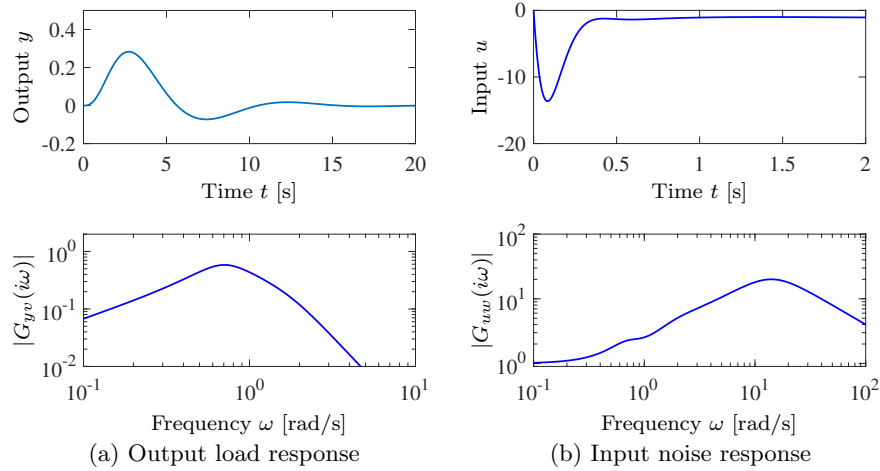 0.4
0.2
0
-0.2
Output y
0 5 10 15 20
Time t [s]
0
-10
-20
Input u
0 0.5 1 1.5 2
Time t [s]
10^0
10^-1
10^-2
|G_yv(iω)|
10^-1 10^0 10^1
Frequency ω [rad/s]
(a) Output load response
10^2
10^1
10^0
|G_uw(iω)|
10^-1 10^0 10^1 10^2
Frequency ω [rad/s]
(b) Input noise response